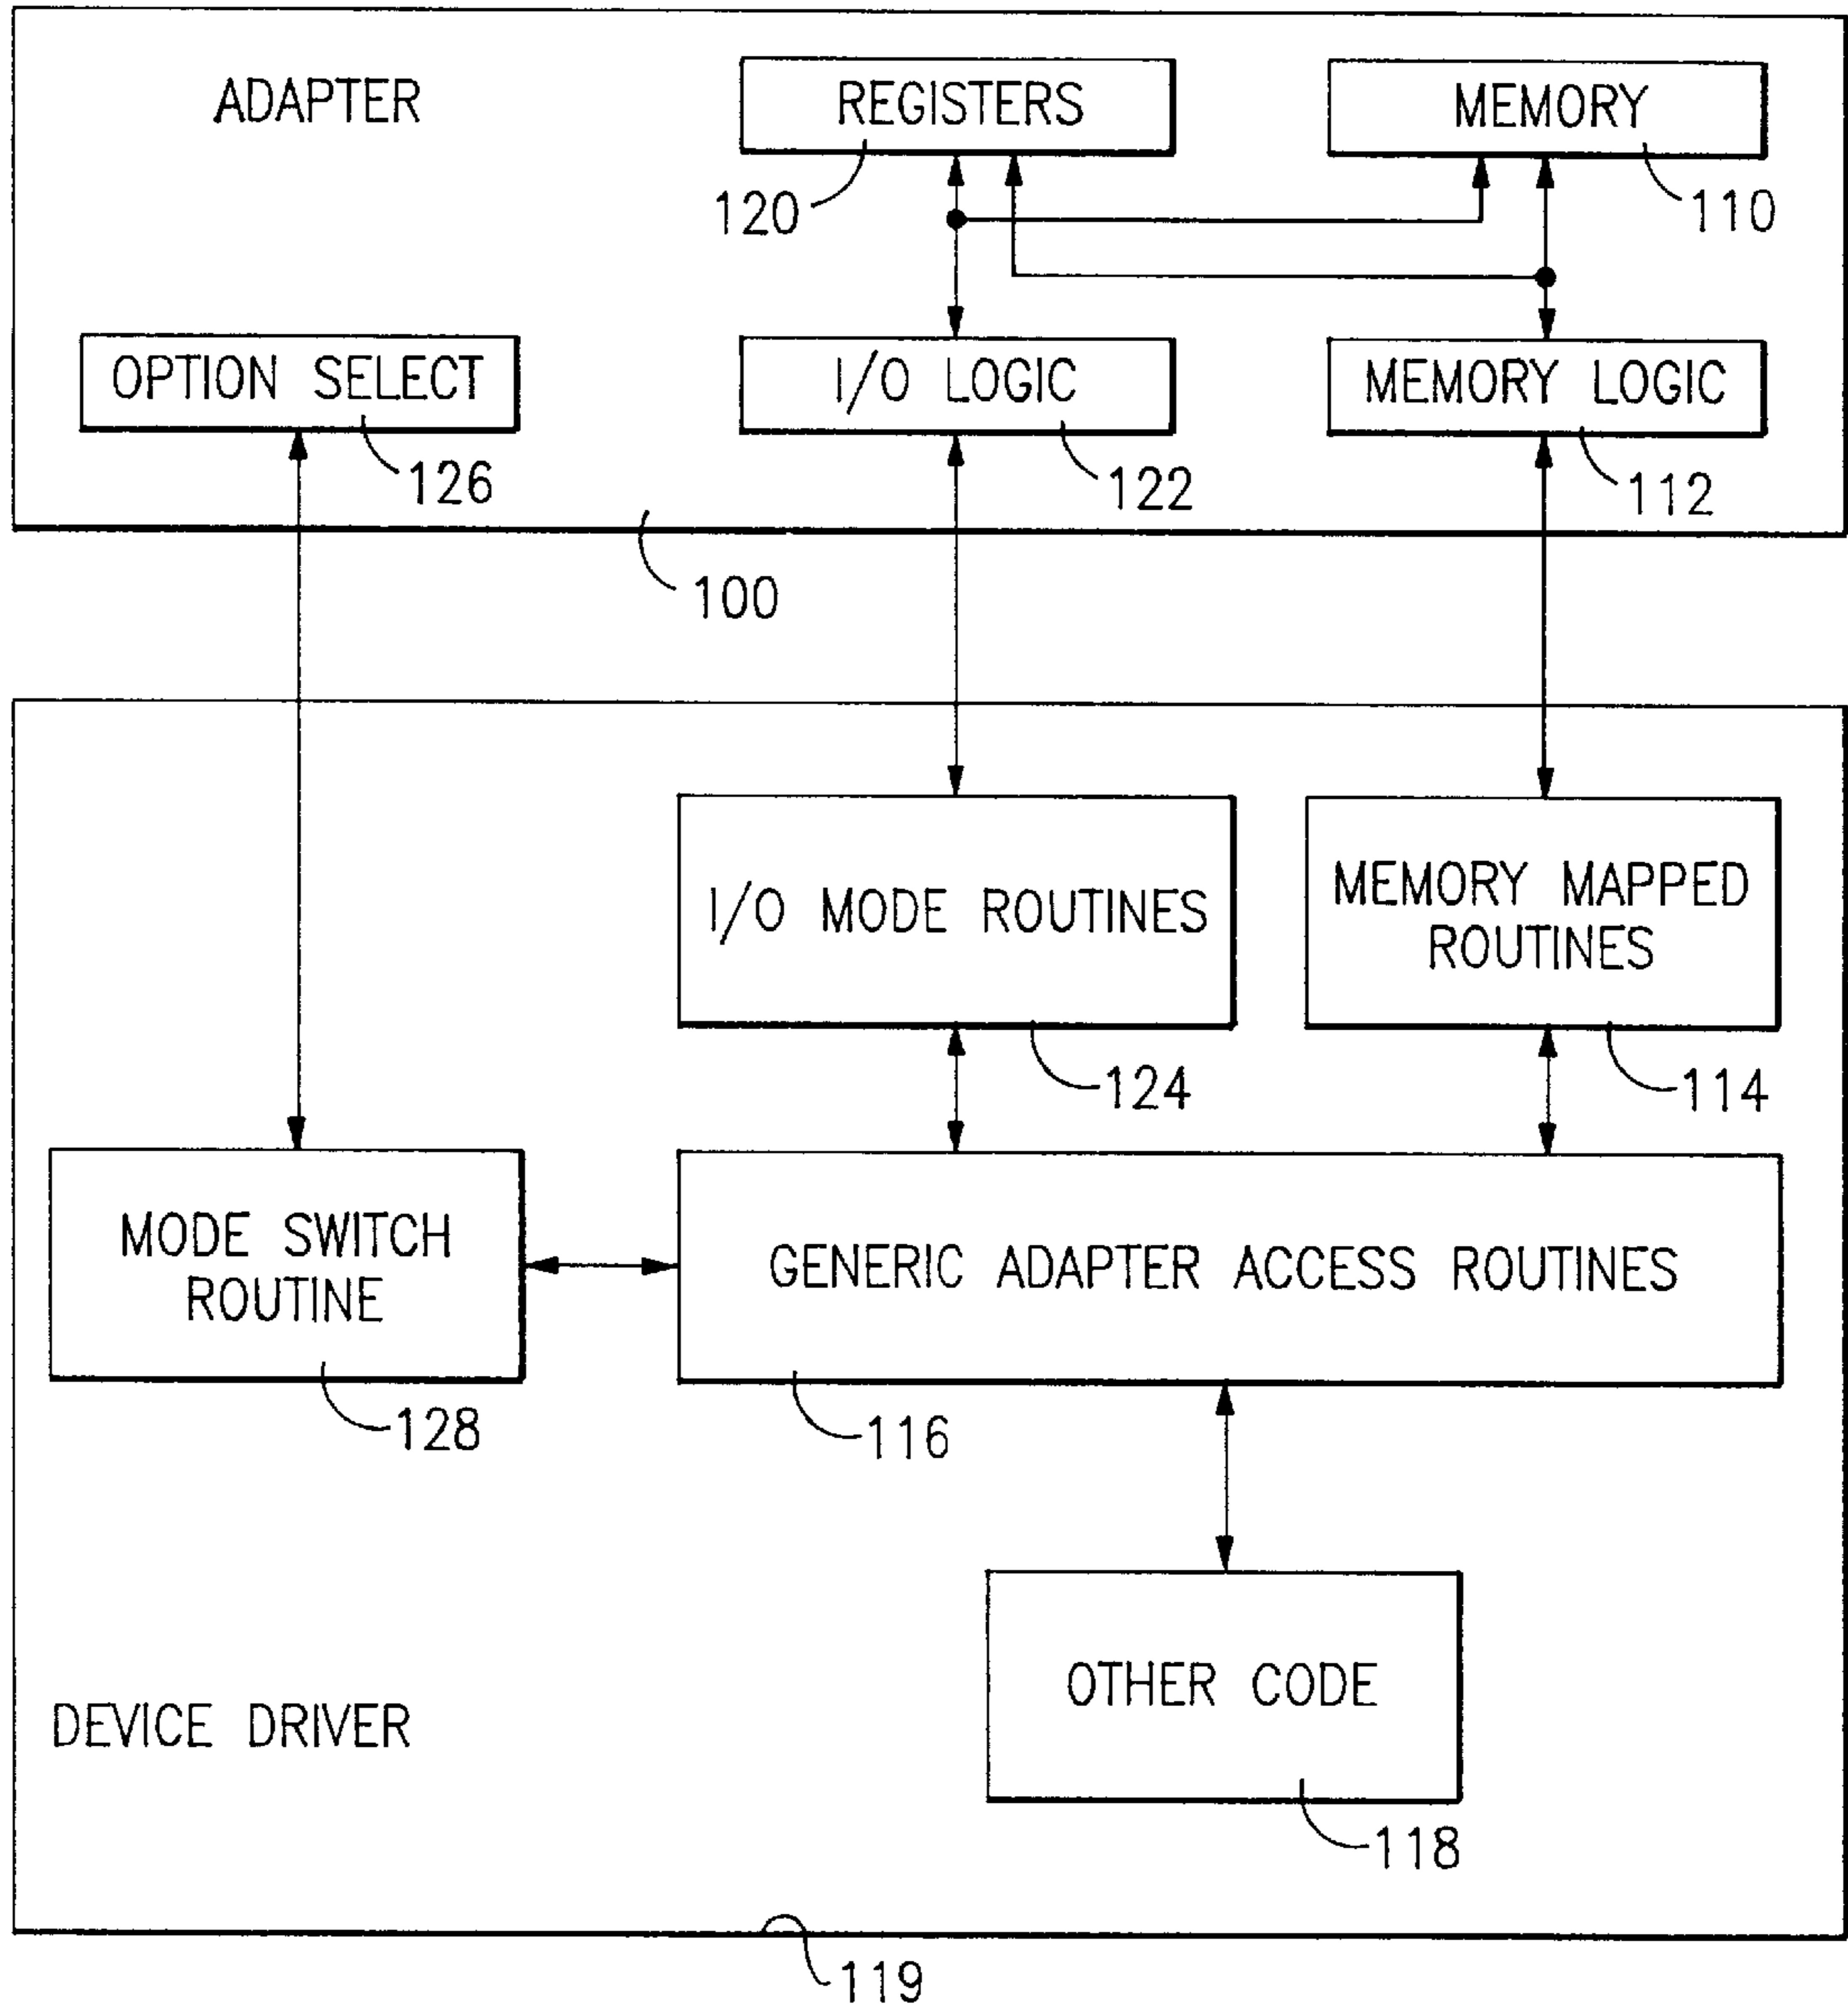 ADAPTER
REGISTERS
MEMORY
120
110
OPTION SELECT
I/O LOGIC
MEMORY LOGIC
126
122
112
100
I/O MODE ROUTINES
MEMORY MAPPED
ROUTINES
124
114
MODE SWITCH
ROUTINE
GENERIC ADAPTER ACCESS ROUTINES
128
116
OTHER CODE
DEVICE DRIVER
118
119